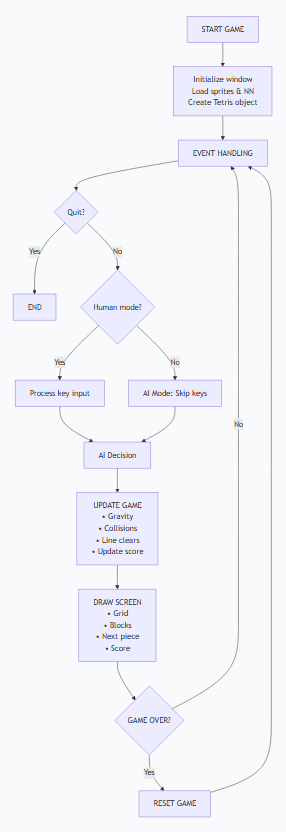 START GAME
Initialize window
Load sprites & NN
Create Tetris object
EVENT HANDLING
Quit?
Yes
No
END
Human mode?
Yes
No
Process key input
AI Mode: Skip keys
AI Decision
No
UPDATE GAME
• Gravity
• Collisions
• Line clears
• Update score
DRAW SCREEN
• Grid
• Blocks
• Next piece
• Score
GAME OVER?
Yes
RESET GAME